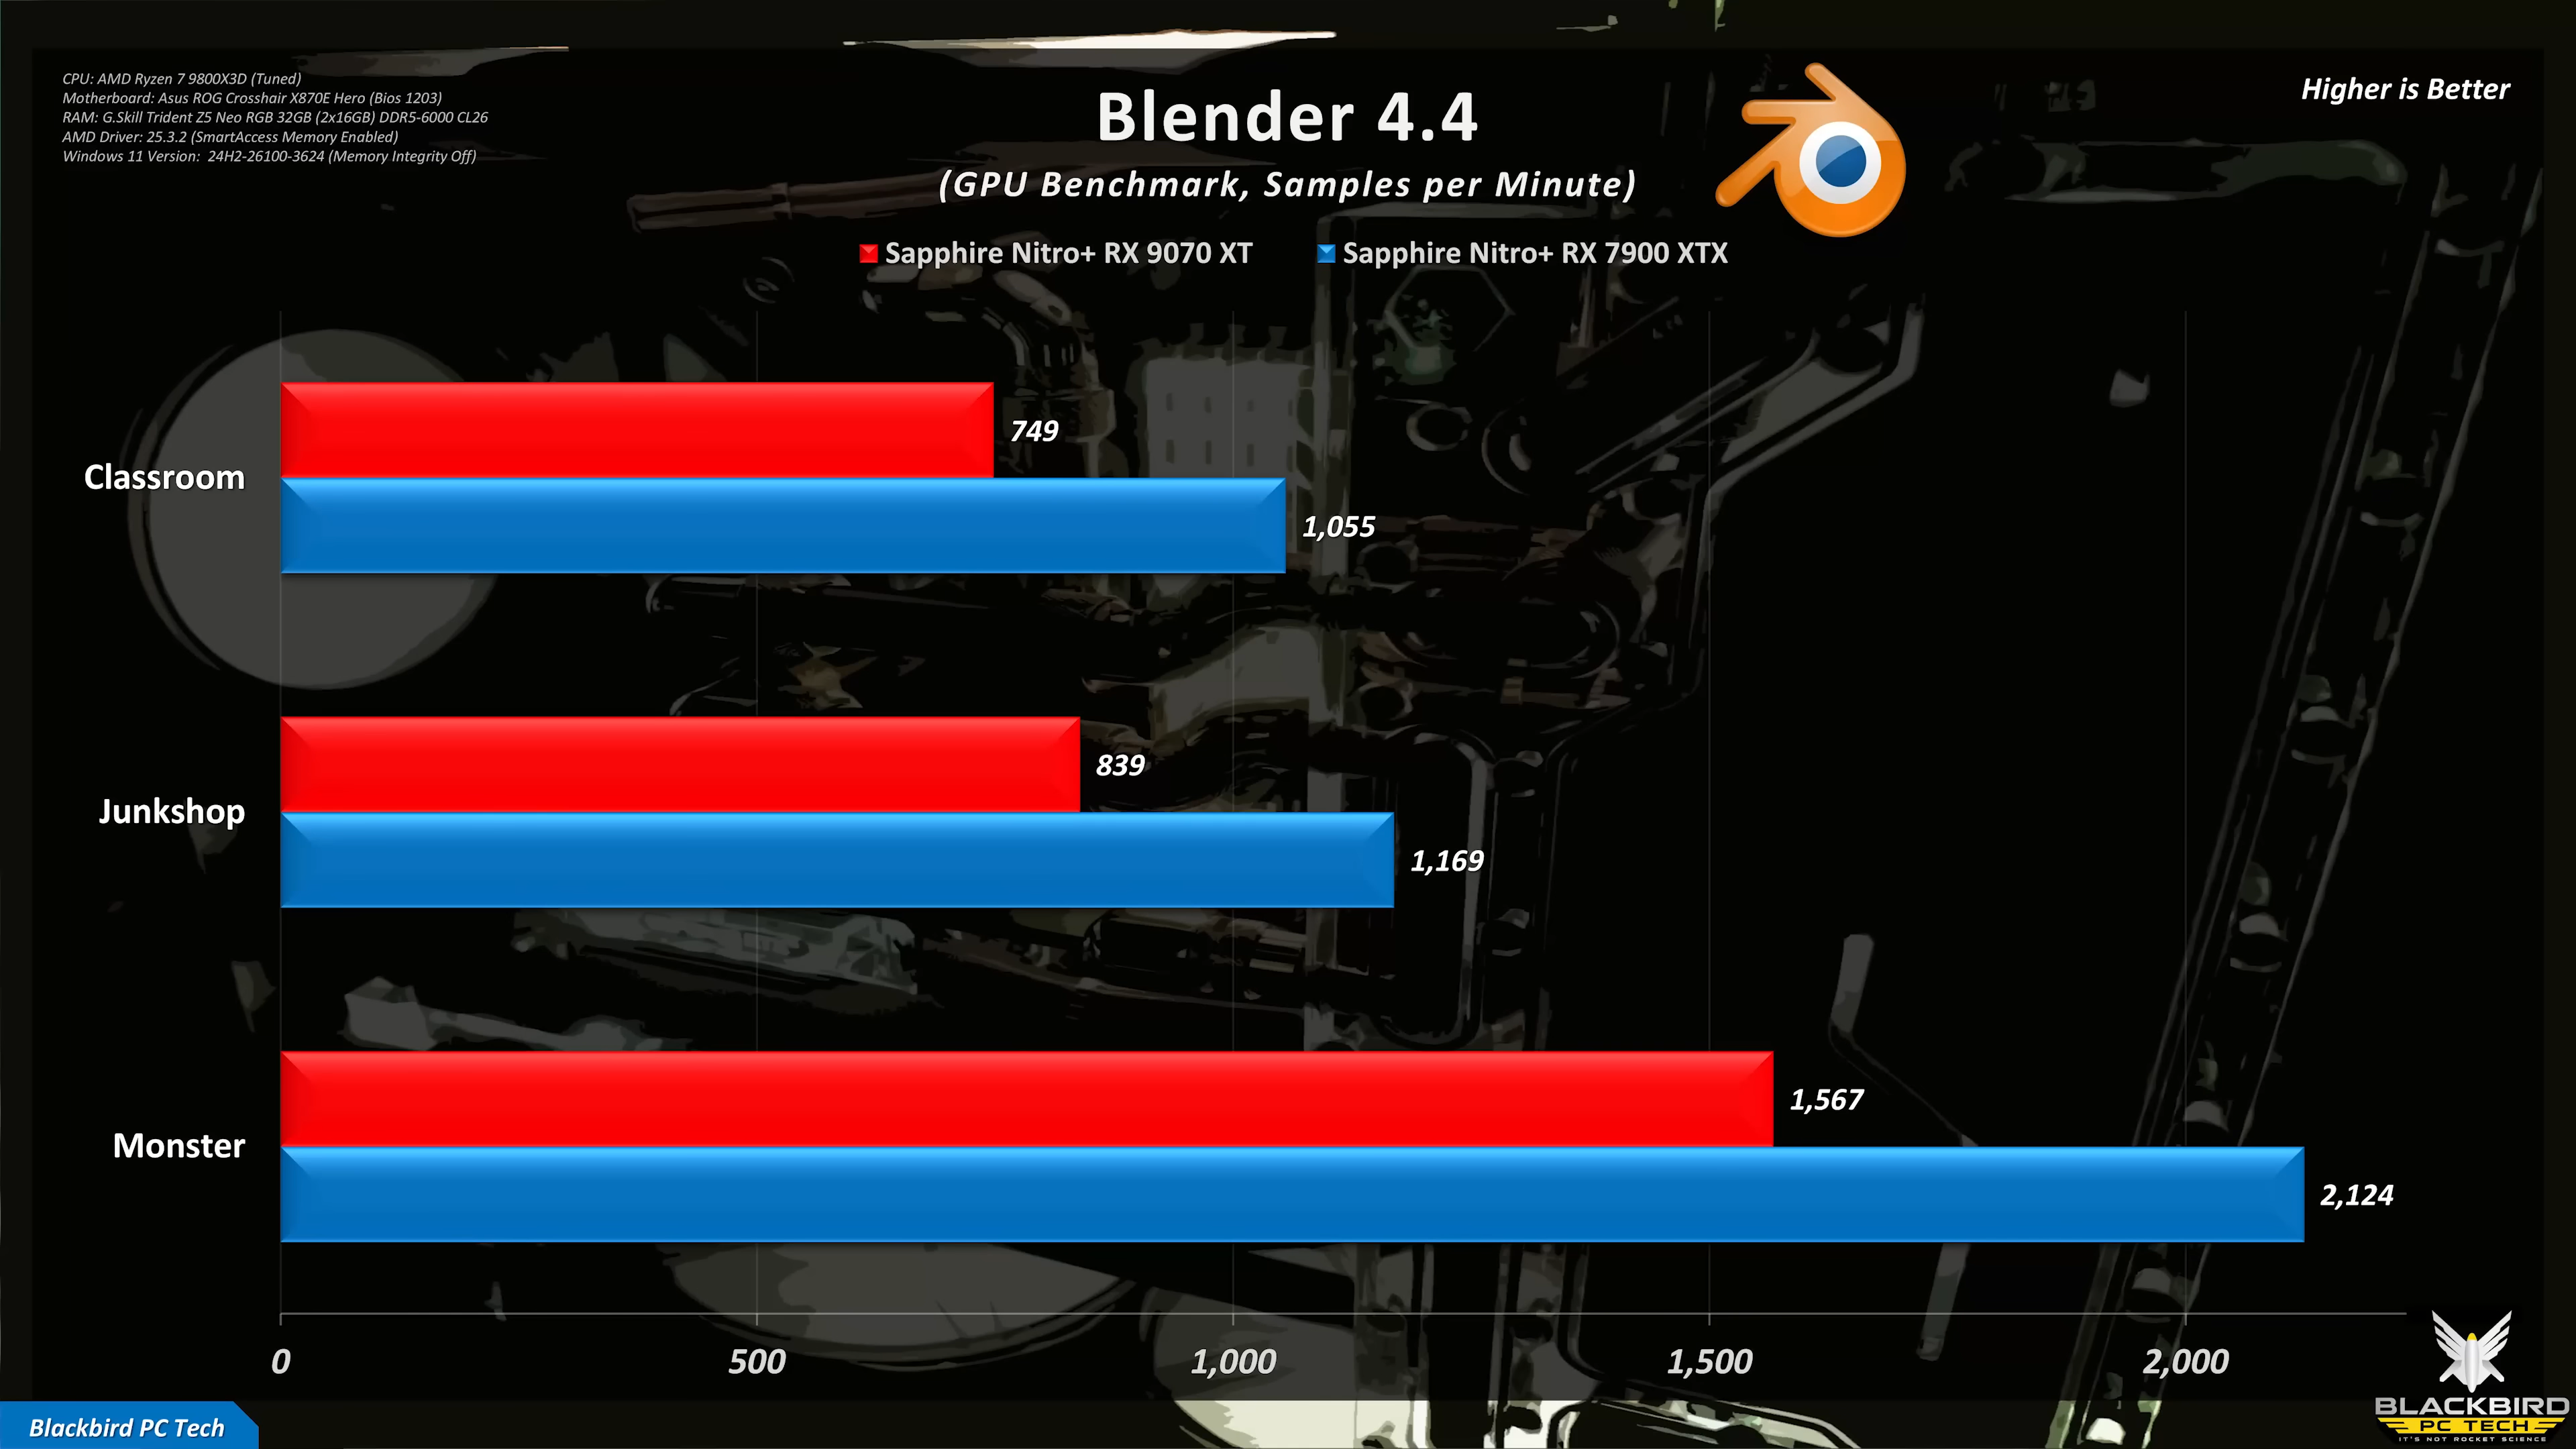 CPU: AMD Ryzen 7 9800X3D (Tuned)
Motherboard: Asus ROG Crosshair X870E Hero (Bios 1203)
RAM: G.Skill Trident Z5 Neo RGB 32GB (2x16GB) DDR5-6000 CL26
AMD Driver: 25.3.2 (SmartAccess Memory Enabled)
Windows 11 Version: 24H2-26100-3624 (Memory Integrity Off)
Blender 4.4
(GPU Benchmark, Samples per Minute)
Higher is Better
Sapphire Nitro+ RX 9070 XT
Sapphire Nitro+ RX 7900 XTX
Classroom
749
1,055
Junkshop
839
1,169
Monster
1,567
2,124
0
500
1,000
1,500
2,000
Blackbird PC Tech
BLACKBIRD
PC TECH
IT'S NOT ROCKET SCIENCE